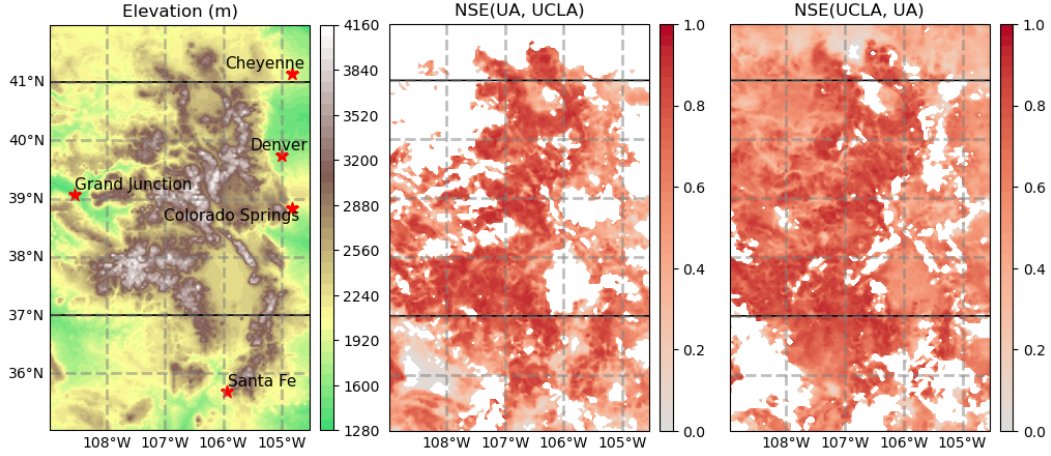 Elevation (m)
NSE(UA, UCLA)
NSE(UCLA, UA)
Cheyenne
Denver
Grand Junction
Colorado Springs
Santa Fe
41°N
40°N
39°N
38°N
37°N
36°N
108°W 107°W 106°W 105°W
4160
3840
3520
3200
2880
2560
2240
1920
1600
1280
108°W 107°W 106°W 105°W
1.0
0.8
0.6
0.4
0.2
0.0
108°W 107°W 106°W 105°W
1.0
0.8
0.6
0.4
0.2
0.0